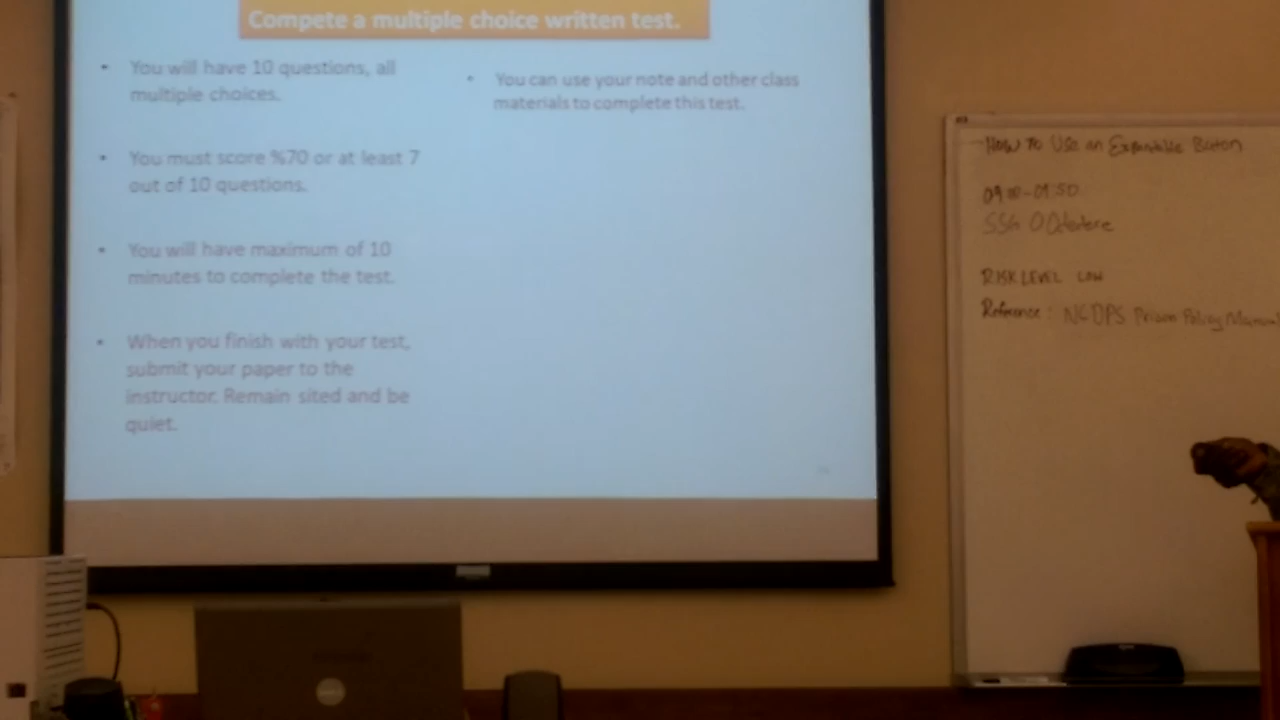 Compete a multiple choice written test.
You will have 10 questions, all
multiple choices.
You must score %70 or at least 7
out of 10 questions.
You will have maximum of 10
minutes to complete the test.
When you finish with your test,
submit your paper to the
instructor. Remain sited and be
quiet.
You can use your note and other class
materials to complete this test.
How to Use an Expandable Baton
09:00-09:50
SSG
RISK LEVEL LOW
Reference: NCDPS Prison Policy Manual